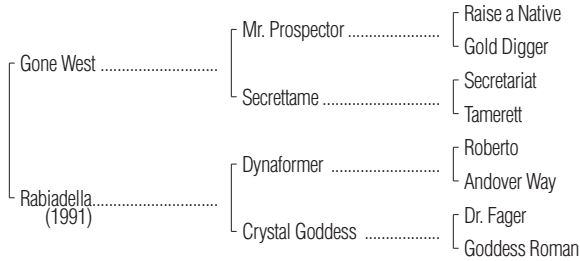 Raise a Native
Mr. Prospector ......................
Gold Digger
Gone West .............................
Secretariat
Secrettame ............................
Tamerett
Roberto
Dynaformer ..........................
Andover Way
Rabiadella...............................
(1991)
Dr. Fager
Crystal Goddess ..................
Goddess Roman